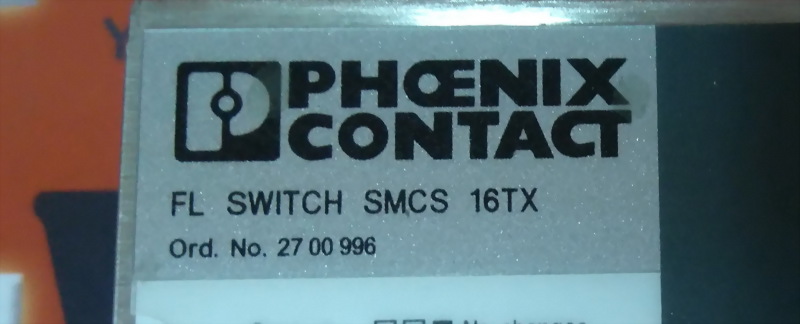 PHŒNIX
CONTACT
FL SWITCH SMCS 16TX
Ord. No. 27 00 996